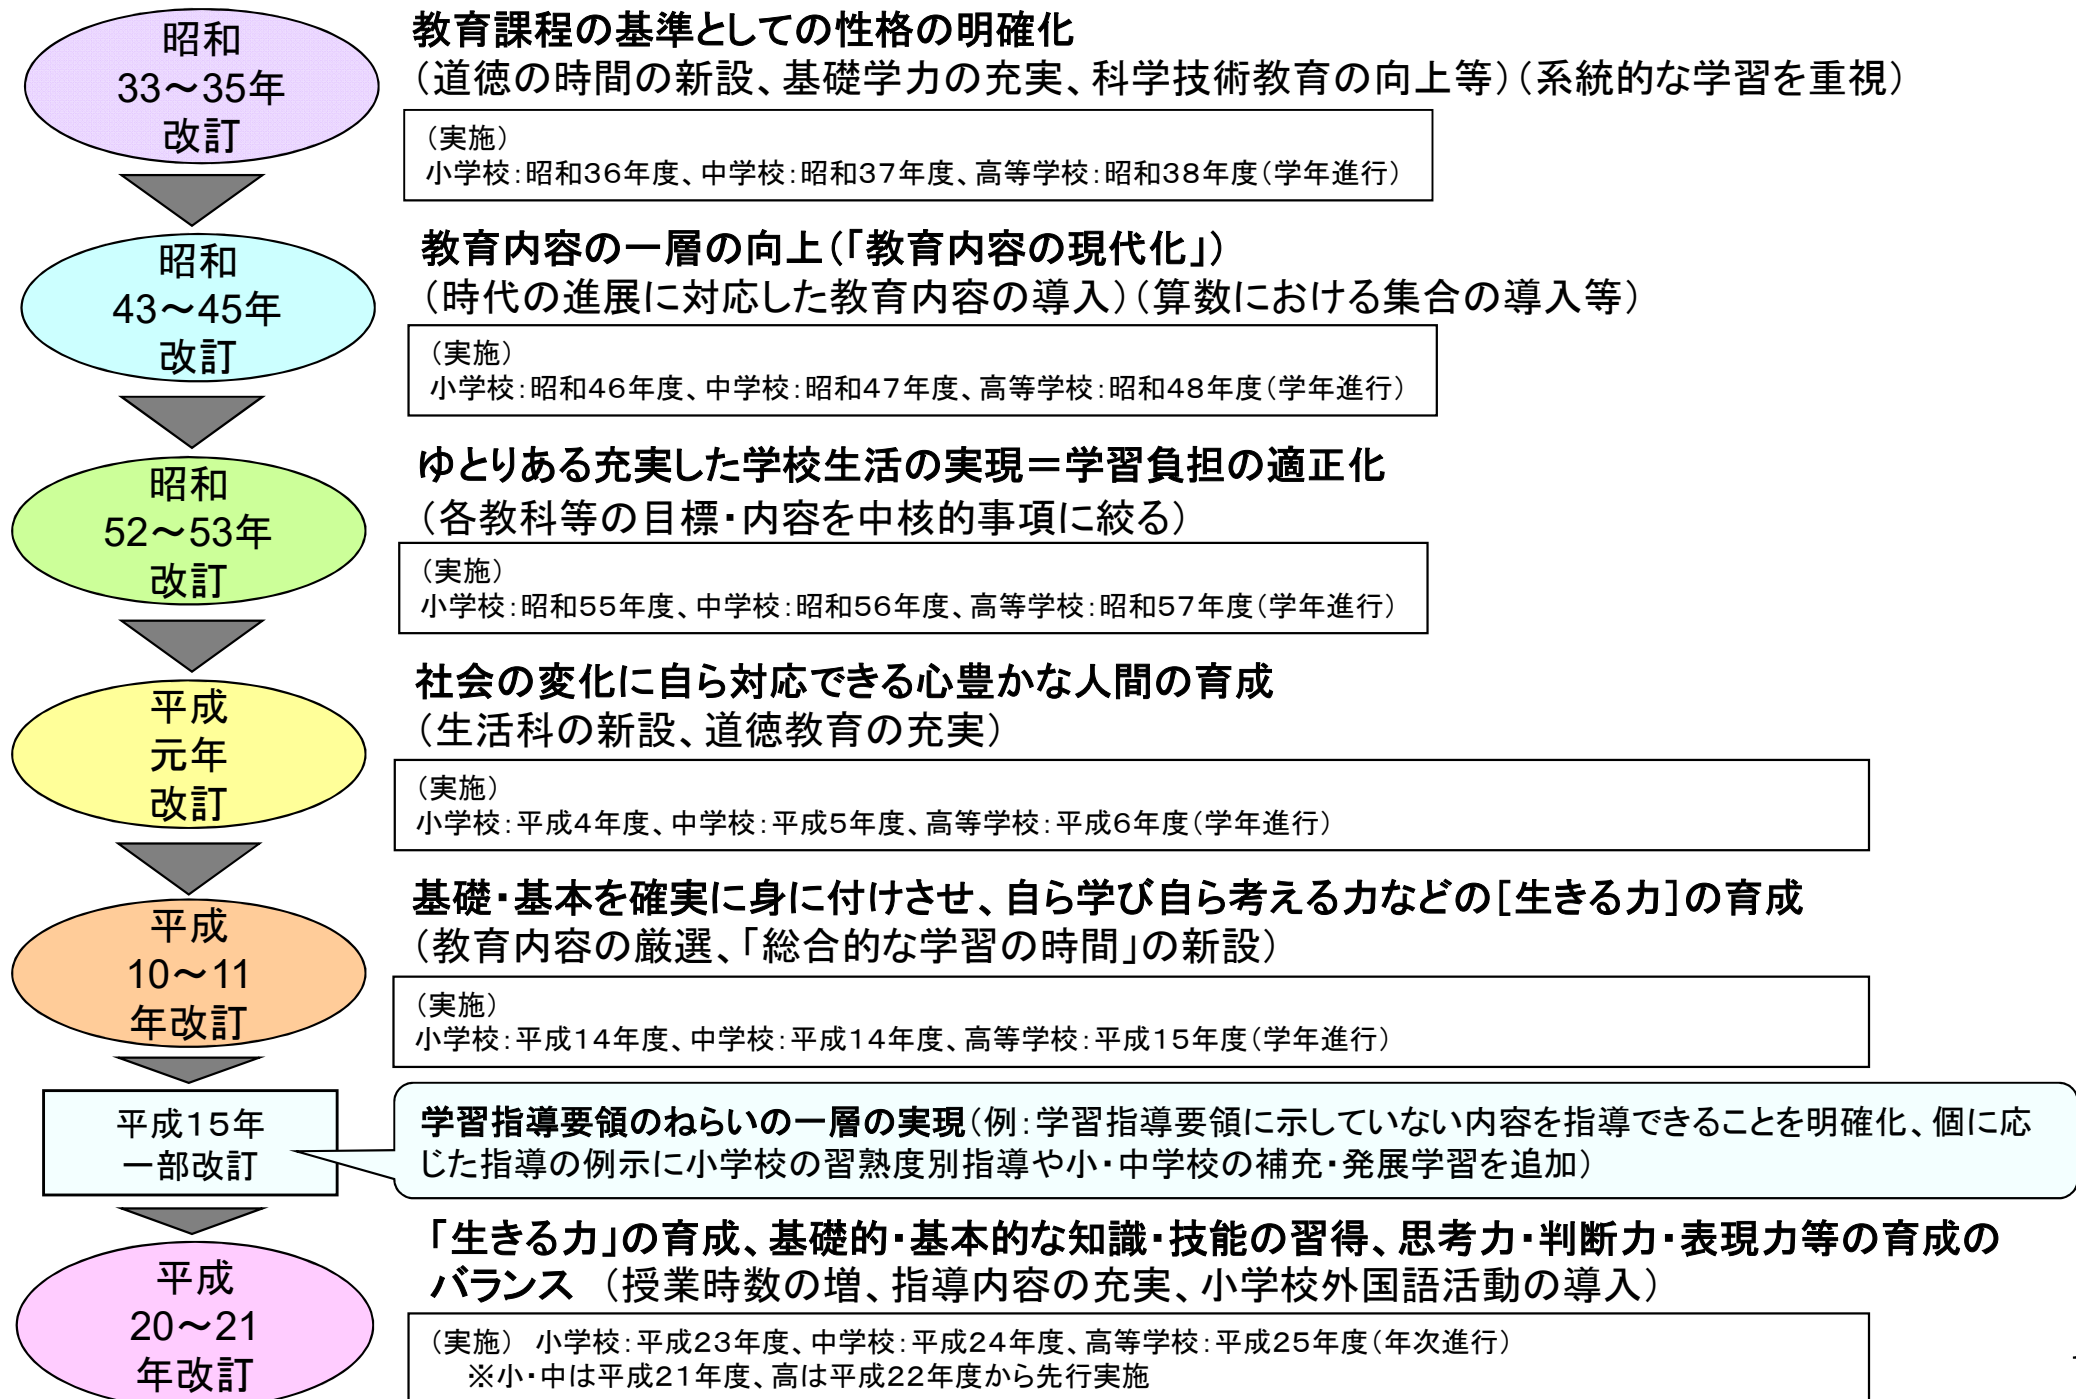 昭和
33～35年
改訂
教育課程の基準としての性格の明確化
（道徳の時間の新設、基礎学力の充実、科学技術教育の向上等）（系統的な学習を重視）
（実施）
小学校：昭和36年度、中学校：昭和37年度、高等学校：昭和38年度（学年進行）
昭和
43～45年
改訂
教育内容の一層の向上（「教育内容の現代化」）
（時代の進展に対応した教育内容の導入）（算数における集合の導入等）
（実施）
小学校：昭和46年度、中学校：昭和47年度、高等学校：昭和48年度（学年進行）
昭和
52～53年
改訂
ゆとりある充実した学校生活の実現＝学習負担の適正化
（各教科等の目標・内容を中核的事項に絞る）
（実施）
小学校：昭和55年度、中学校：昭和56年度、高等学校：昭和57年度（学年進行）
平成
元年
改訂
社会の変化に自ら対応できる心豊かな人間の育成
（生活科の新設、道徳教育の充実）
（実施）
小学校：平成4年度、中学校：平成5年度、高等学校：平成6年度（学年進行）
平成
10～11
年改訂
基礎・基本を確実に身に付けさせ、自ら学び自ら考える力などの［生きる力］の育成
（教育内容の厳選、「総合的な学習の時間」の新設）
（実施）
小学校：平成14年度、中学校：平成14年度、高等学校：平成15年度（学年進行）
平成15年
一部改訂
学習指導要領のねらいの一層の実現（例：学習指導要領に示していない内容を指導できることを明確化、個に応
じた指導の例示に小学校の習熟度別指導や小・中学校の補充・発展学習を追加）
平成
20～21
年改訂
「生きる力」の育成、基礎的・基本的な知識・技能の習得、思考力・判断力・表現力等の育成の
バランス　（授業時数の増、指導内容の充実、小学校外国語活動の導入）
（実施）　小学校：平成23年度、中学校：平成24年度、高等学校：平成25年度（年次進行）
※小・中は平成21年度、高は平成22年度から先行実施